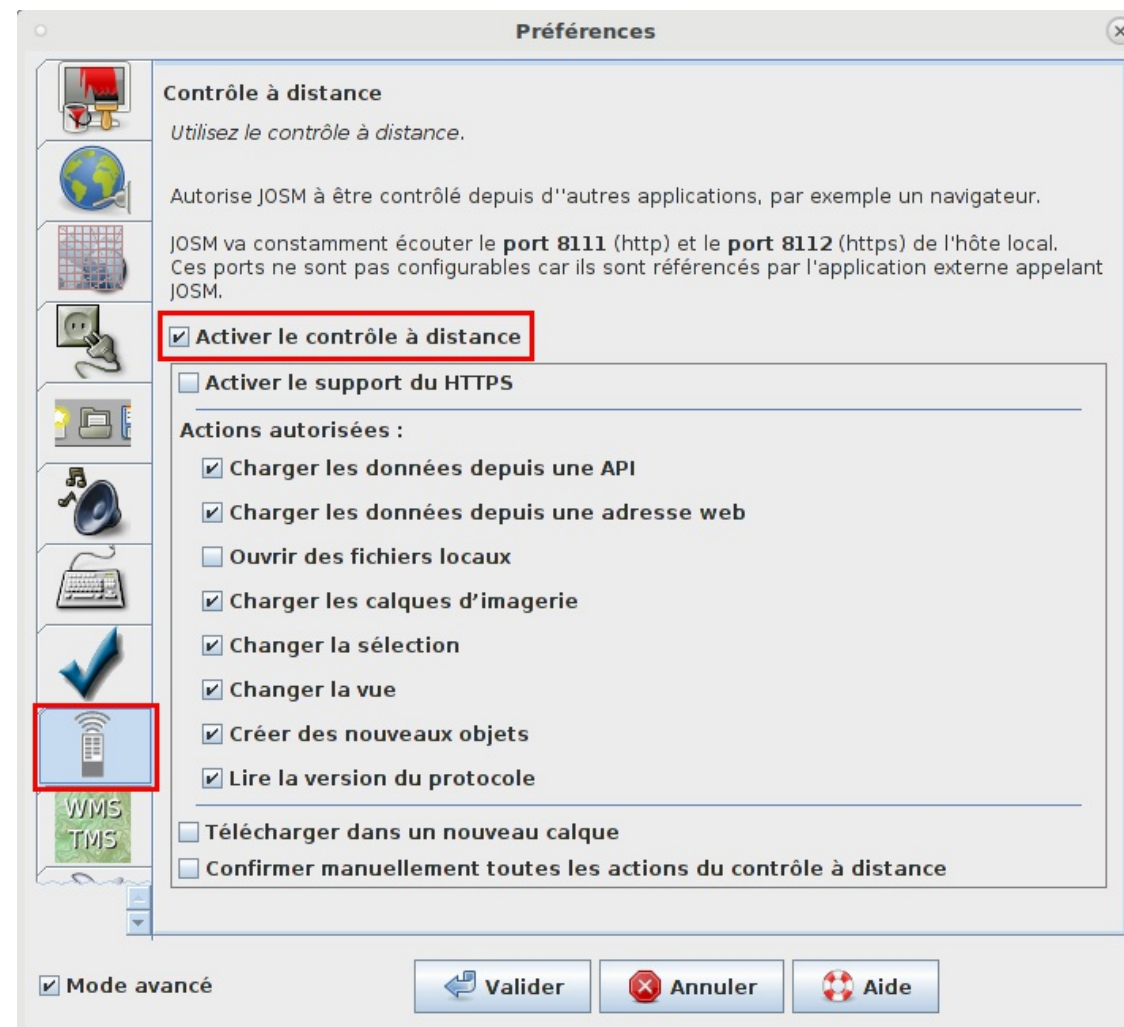 Préférences
Contrôle à distance
Utilisez le contrôle à distance.
Autorise JOSM à être contrôlé depuis d''autres applications, par exemple un navigateur.
JOSM va constamment écouter le port 8111 (http) et le port 8112 (https) de l'hôte local.
Ces ports ne sont pas configurables car ils sont référencés par l'application externe appelant
JOSM.
Activer le contrôle à distance
Activer le support du HTTPS
Actions autorisées :
Charger les données depuis une API
Charger les données depuis une adresse web
Ouvrir des fichiers locaux
Charger les calques d’imagerie
Changer la sélection
Changer la vue
Créer des nouveaux objets
Lire la version du protocole
WMS
TMS
Télécharger dans un nouveau calque
Confirmer manuellement toutes les actions du contrôle à distance
Mode avancé
Valider
Annuler
Aide